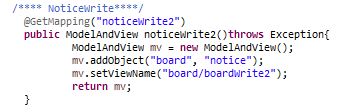 /**** NoticeWrite****/
@GetMapping("noticeWrite2")
public ModelAndView noticeWrite2()throws Exception{
ModelAndView mv = new ModelAndView();
mv.addObject("board", "notice");
mv.setViewName("board/boardWrite2");
return mv;
}